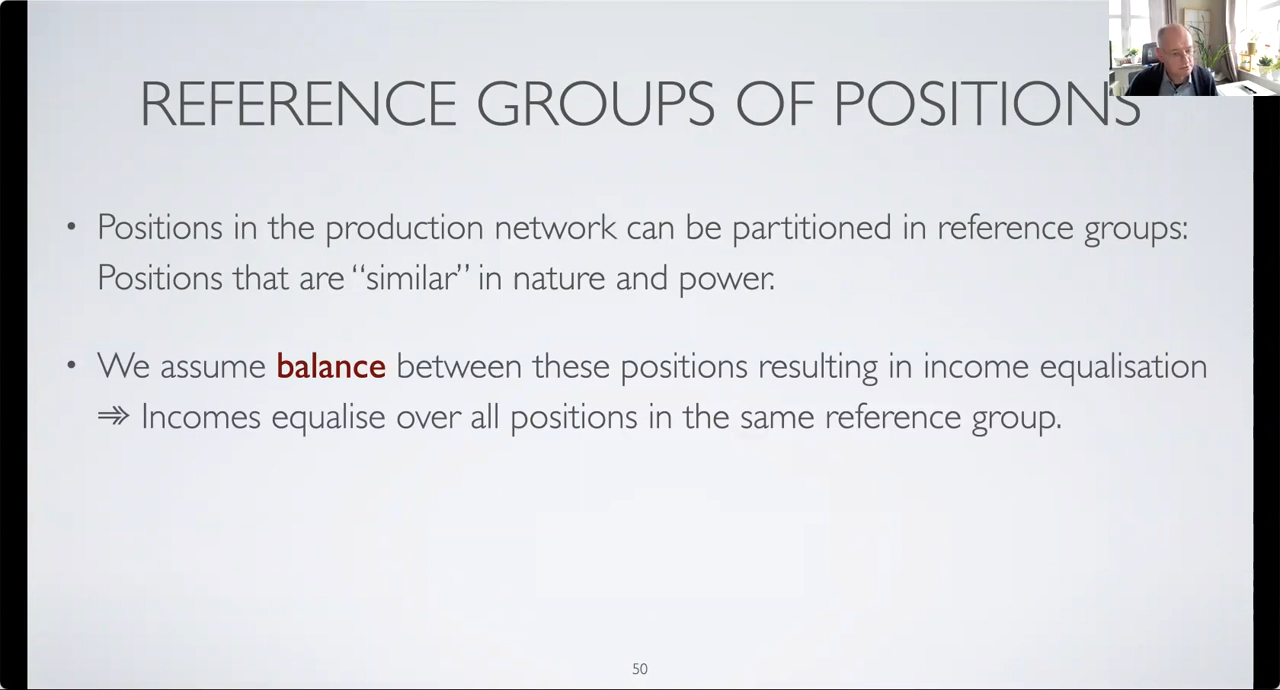 REFERENCE GROUPS OF POSITIONS
• Positions in the production network can be partitioned in reference groups:
Positions that are “similar” in nature and power.
• We assume balance between these positions resulting in income equalisation
⇛ Incomes equalise over all positions in the same reference group.
50